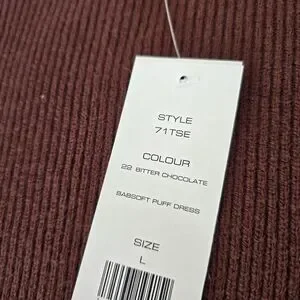 STYLE
71TSE
COLOUR
22 BITTER CHOCOLATE
BABSOFT PUFF DRESS
SIZE
L